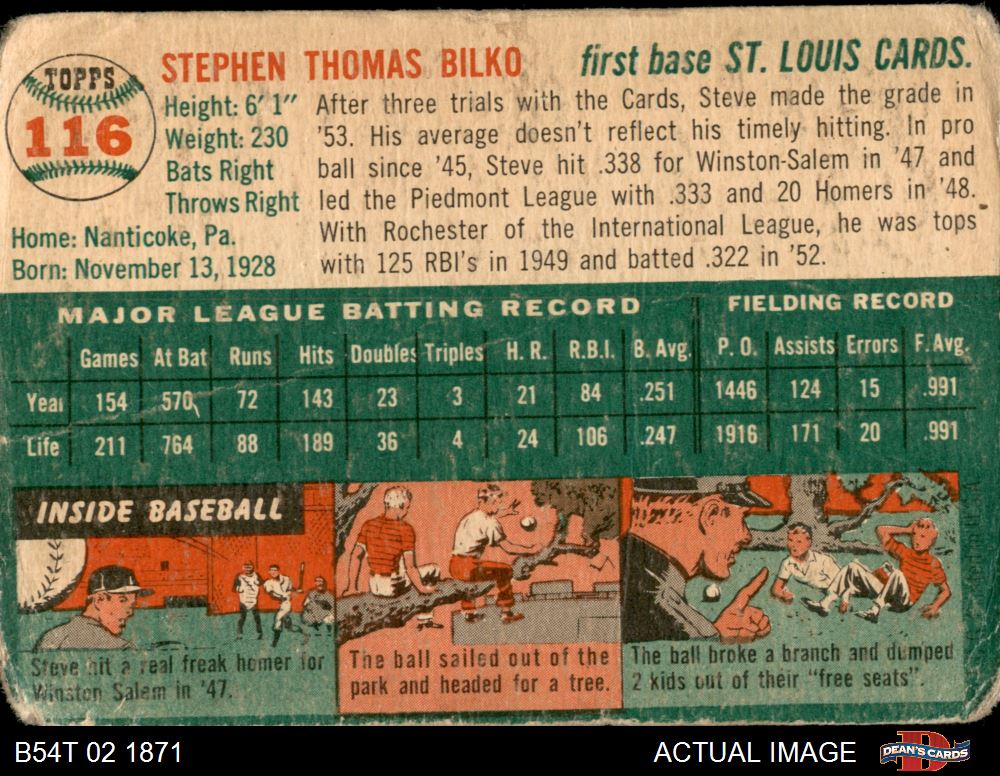 TOPPS
116
STEPHEN THOMAS BILKO
first base ST. LOUIS CARDS.
Height: 6' 1"
Weight: 230
Bats Right
Throws Right
Home: Nanticoke, Pa.
Born: November 13, 1928
After three trials with the Cards, Steve made the grade in
'53. His average doesn't reflect his timely hitting. In pro
ball since '45, Steve hit .338 for Winston-Salem in '47 and
led the Piedmont League with .333 and 20 Homers in '48.
With Rochester of the International League, he was tops
with 125 RBI's in 1949 and batted .322 in '52.
MAJOR LEAGUE BATTING RECORD
FIELDING RECORD
Games At Bat Runs Hits Doubles Triples H. R. R.B.I. B. Avg. P. O. Assists Errors F. Avg.
Year 154 570 72 143 23 3 21 84 .251 1446 124 15 .991
Life 211 764 88 189 36 4 24 106 .247 1916 171 20 .991
INSIDE BASEBALL
Steve hit a real freak homer for
Winston Salem in '47.
The ball sailed out of the
park and headed for a tree.
The ball broke a branch and dumped
2 kids out of their "free seats".
B54T 02 1871
ACTUAL IMAGE
DEAN'S CARDS